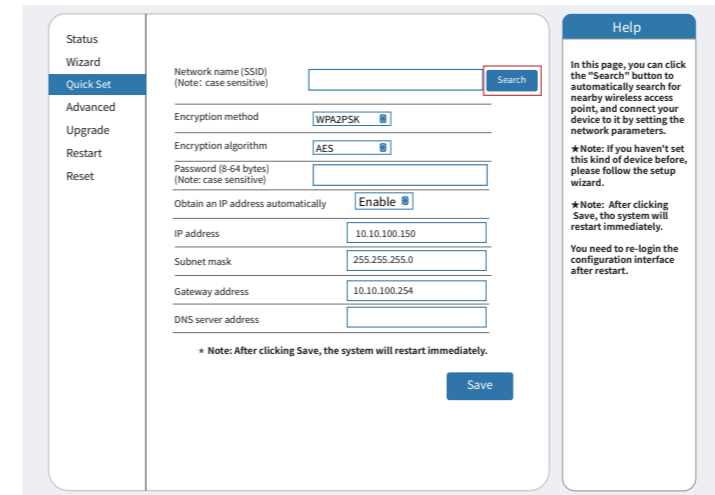 Status
Wizard
Quick Set
Advanced
Upgrade
Restart
Reset
Network name (SSID)
(Note: case sensitive)
Search
Encryption method
WPA2PSK
Encryption algorithm
AES
Password (8-64 bytes)
(Note: case sensitive)
Obtain an IP address automatically
Enable
IP address
10.10.100.150
Subnet mask
255.255.255.0
Gateway address
10.10.100.254
DNS server address
★ Note: After clicking Save, the system will restart immediately.
Save
Help
In this page, you can click
the "Search" button to
automatically search for
nearby wireless access
point, and connect your
device to it by setting the
network parameters.
★Note: If you haven't set
this kind of device before,
please follow the setup
wizard.
★Note: After clicking
Save, tho system will
restart immediately.
You need to re-login the
configuration interface
after restart.